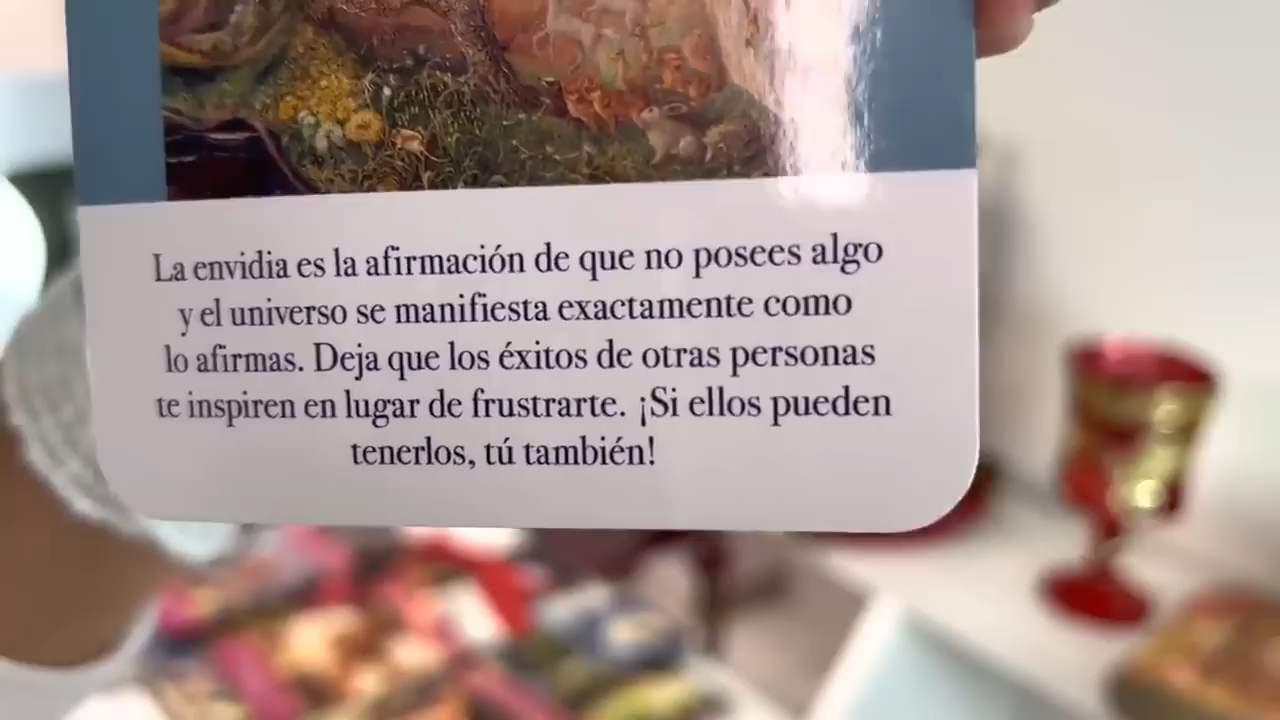 La envidia es la afirmación de que no posees algo
y el universo se manifiesta exactamente como
lo afirmas. Deja que los éxitos de otras personas
te inspiren en lugar de frustrarte. ¡Si ellos pueden
tenerlos, tú también!